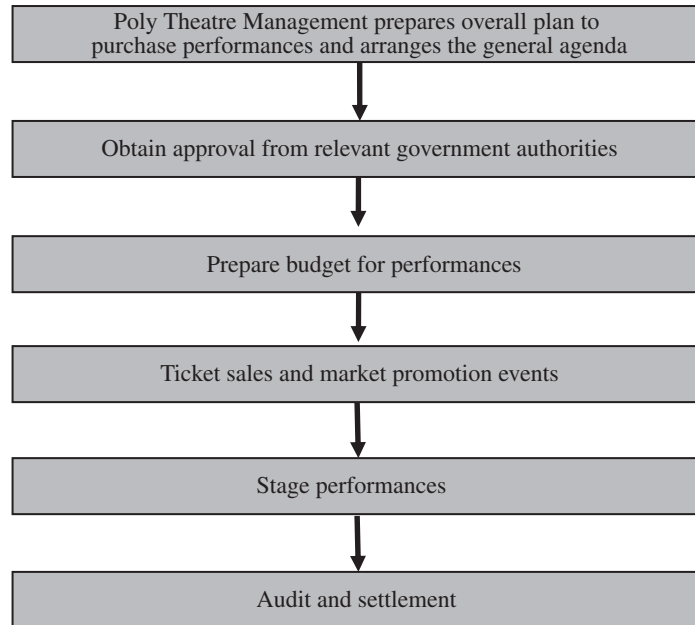 Poly Theatre Management prepares overall plan to
purchase performances and arranges the general agenda
Obtain approval from relevant government authorities
Prepare budget for performances
Ticket sales and market promotion events
Stage performances
Audit and settlement